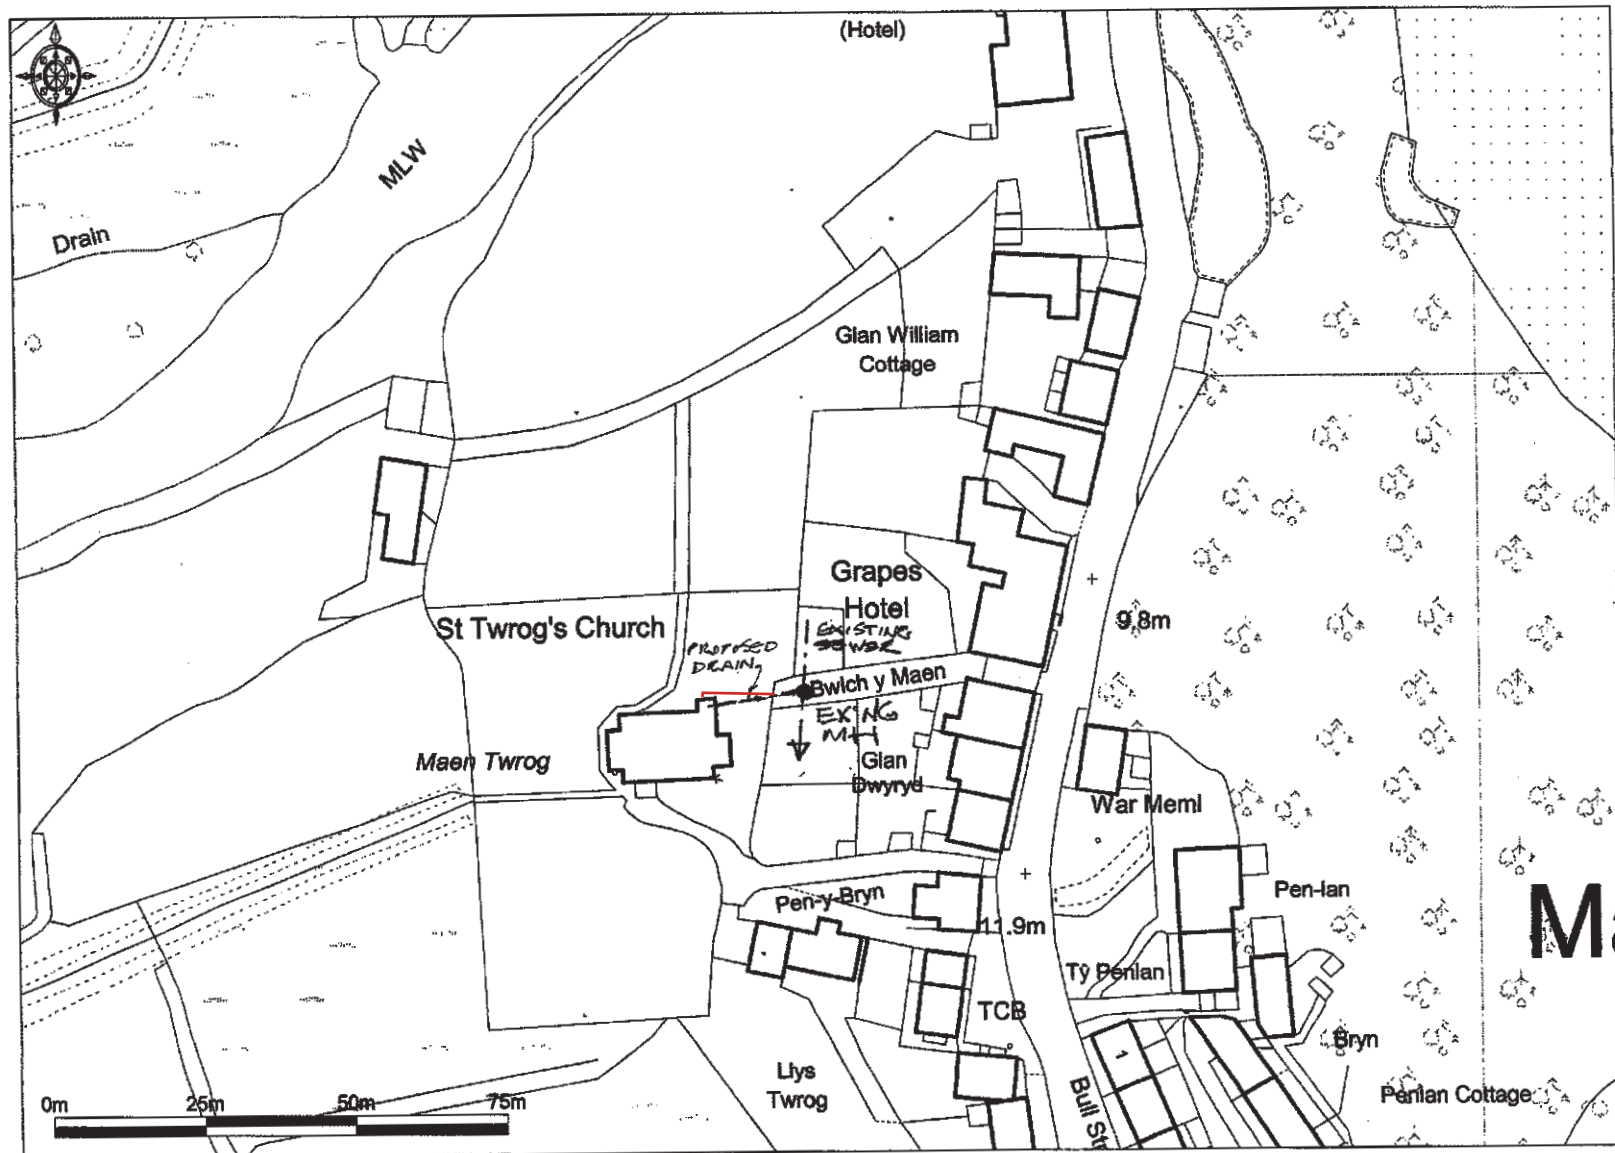 (Hotel)
MLW
Drain
Glan William
Cottage
Grapes
Hotel
St Twrog's Church
PROPOSED
DRAIN
EXISTING
SEWER
9.8m
Bwlch y Maen
EX'NG
MH
Maen Twrog
Glan
Dwyryd
War Meml
Pen-y-Bryn
Pen-lan
11.9m
Ma
Tŷ Penlan
TCB
1
Bryn
Llys
Twrog
Bull Str
Penlan Cottage
0m 25m 50m 75m